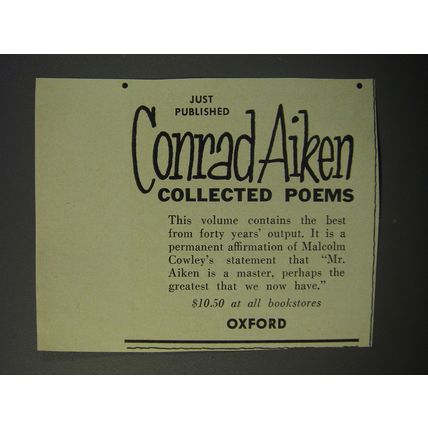 JUST
PUBLISHED
Conrad Aiken
COLLECTED POEMS
This volume contains the best
from forty years' output. It is a
permanent affirmation of Malcolm
Cowley's statement that "Mr.
Aiken is a master, perhaps the
greatest that we now have."
$10.50 at all bookstores
OXFORD